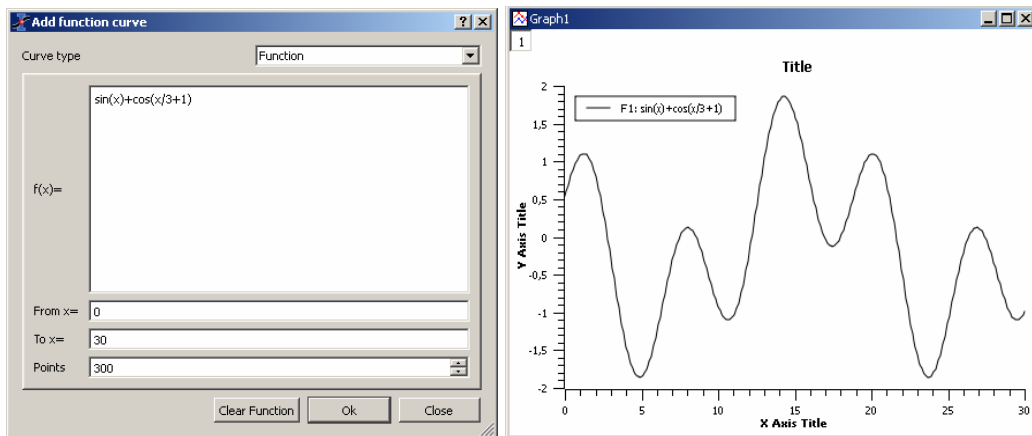 Add function curve
Curve type
Function
f(x)=
sin(x)+cos(x/3+1)
From x=
0
To x=
30
Points
300
Clear Function
Ok
Close
Graph1
1
Title
F1: sin(x)+cos(x/3+1)
Y Axis Title
2
1,5
1
0,5
0
-0,5
-1
-1,5
-2
0
5
10
15
20
25
30
X Axis Title